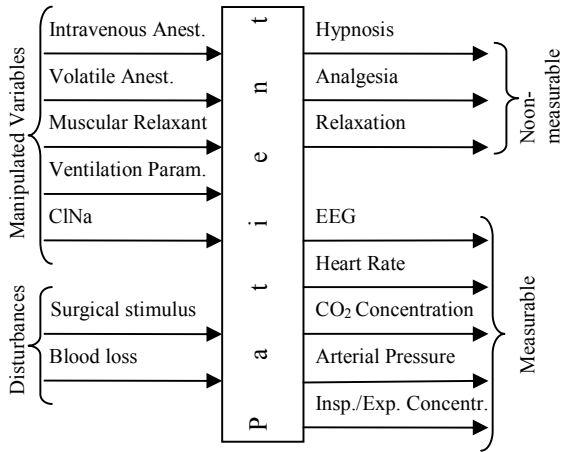 Manipulated Variables
Intravenous Anest.
Volatile Anest.
Muscular Relaxant
Ventilation Param.
ClNa
Disturbances
Surgical stimulus
Blood loss
Patient
Hypnosis
Analgesia
Relaxation
Noon-
measurable
EEG
Heart Rate
CO₂ Concentration
Arterial Pressure
Insp./Exp. Concentr.
Measurable